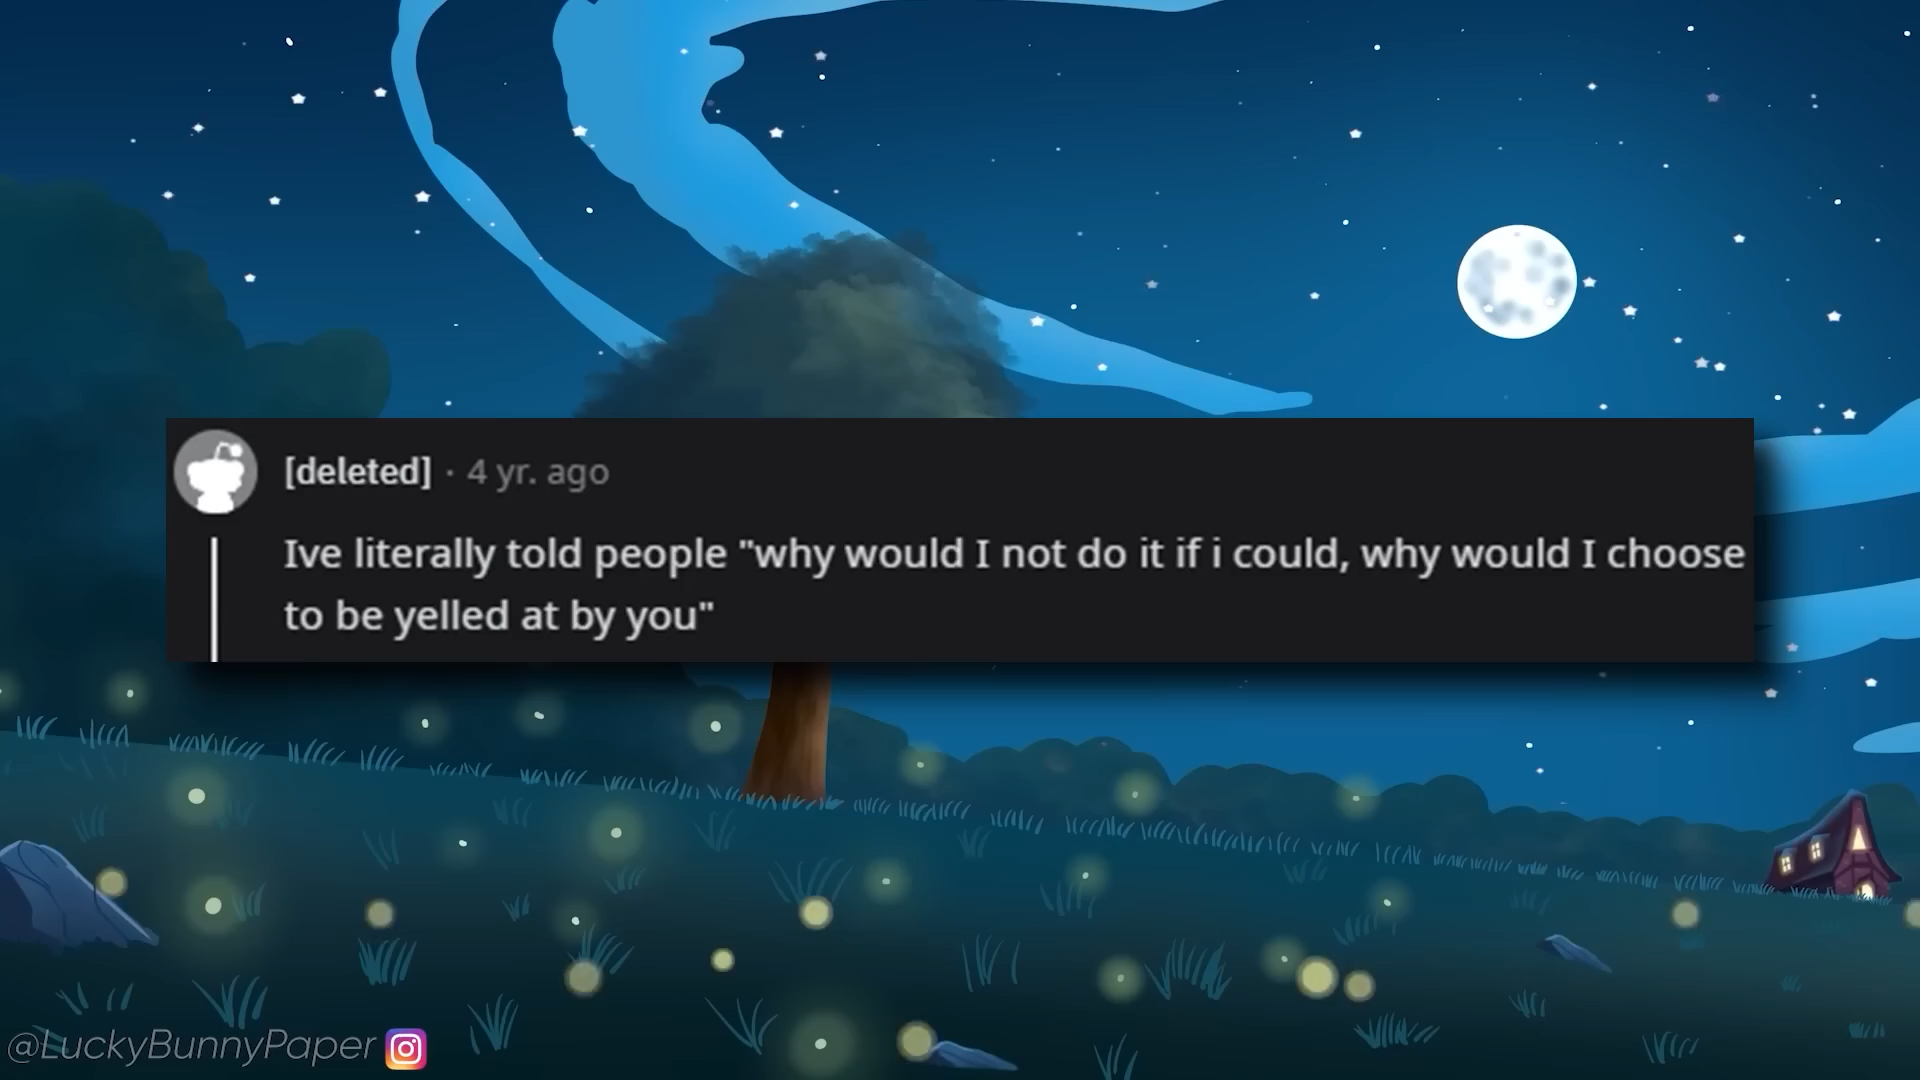 [deleted] · 4 yr. ago
Ive literally told people "why would I not do it if i could, why would I choose
to be yelled at by you"
@LuckyBunnyPaper